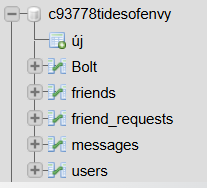 c93778tidesofenvy
új
Bolt
friends
friend_requests
messages
users